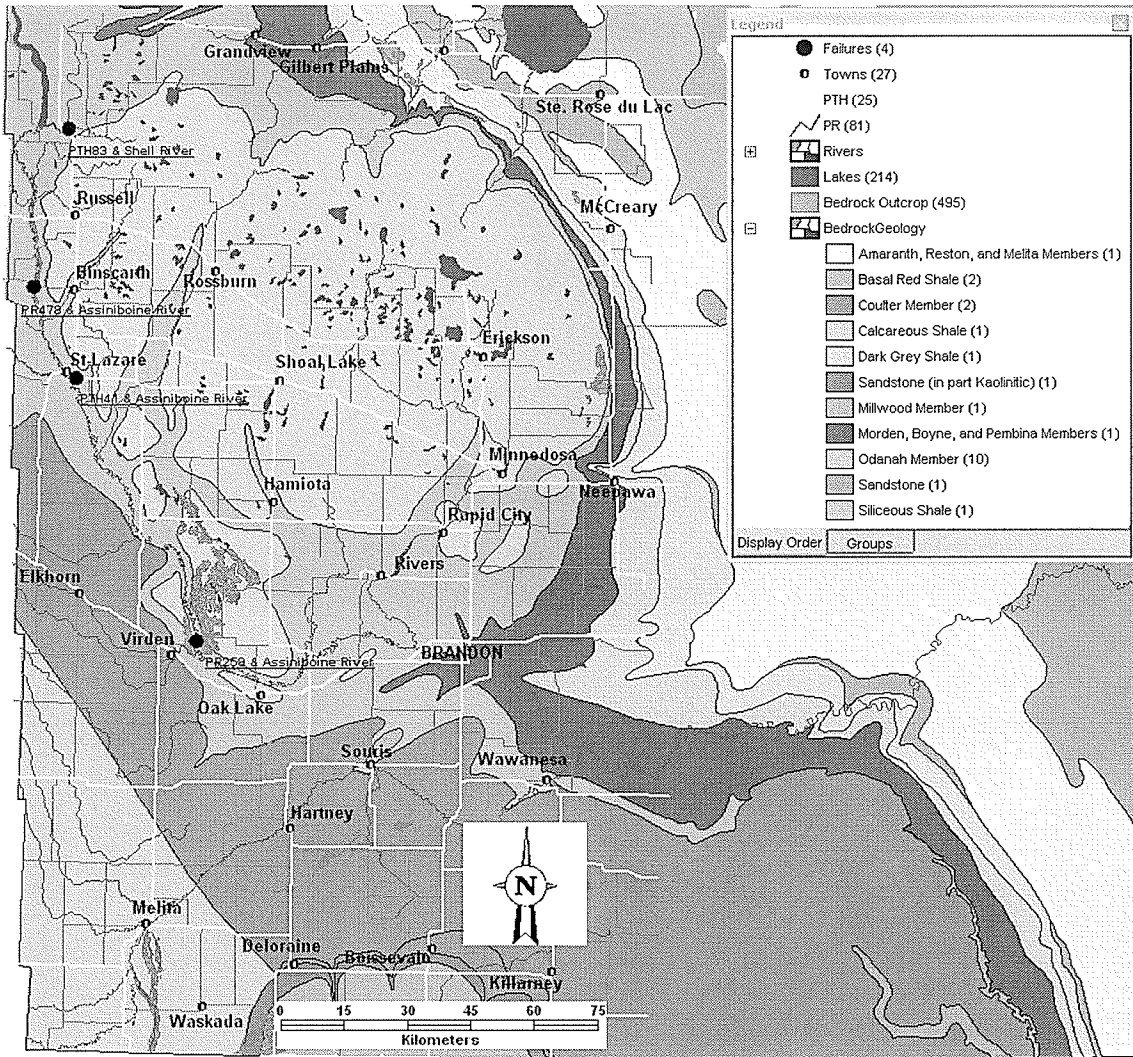 Grandview
Gilbert Plains
Ste. Rose du Lac
PTH83 & Shell River
Russell
McCreary
Binscarth
Rossburn
PR478 & Assiniboine River
Erickson
St-Lazare
Shoal Lake
PTH41 & Assiniboine River
Minnedosa
Hamiota
Neepawa
Rapid City
Rivers
Elkhorn
Virden
BRANDON
PR259 & Assiniboine River
Oak Lake
Souris
Wawanesa
Hartney
N
Melita
Deloraine
Boissevain
Killarney
Waskada
0 15 30 45 60 75
Kilometers
Legend
Failures (4)
Towns (27)
PTH (25)
PR (81)
Rivers
Lakes (214)
Bedrock Outcrop (495)
BedrockGeology
Amaranth, Reston, and Melita Members (1)
Basal Red Shale (2)
Coulter Member (2)
Calcareous Shale (1)
Dark Grey Shale (1)
Sandstone (in part Kaolinitic) (1)
Millwood Member (1)
Morden, Boyne, and Pembina Members (1)
Odanah Member (10)
Sandstone (1)
Siliceous Shale (1)
Display Order Groups